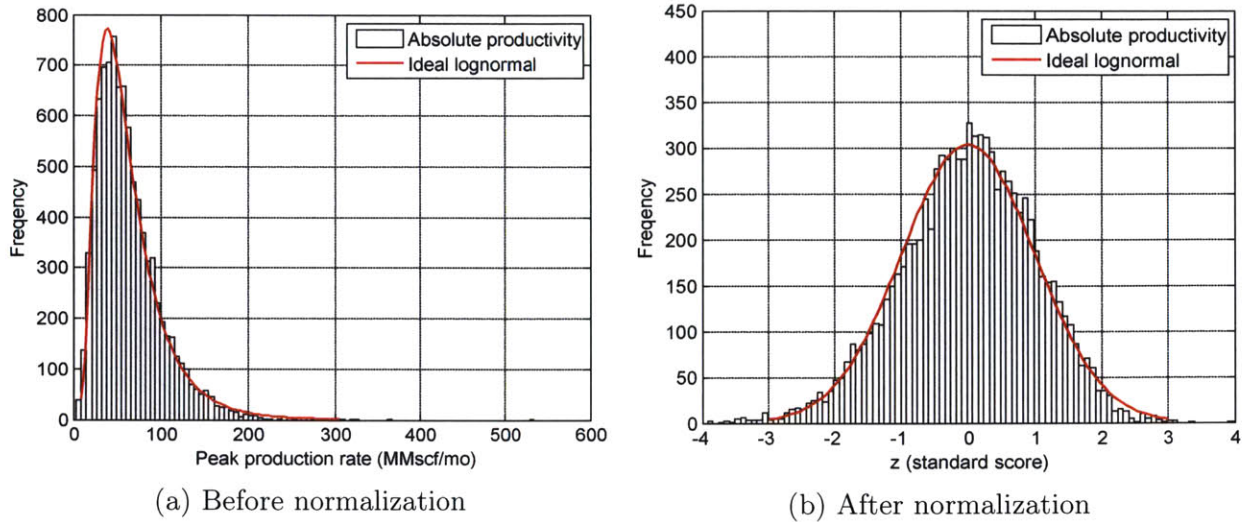 800
700
600
500
400
300
200
100
0
Freqency
Absolute productivity
Ideal lognormal
0 100 200 300 400 500 600
Peak production rate (MMscf/mo)
(a) Before normalization
450
400
350
300
250
200
150
100
50
0
Frequency
Absolute productivity
Ideal lognormal
-4 -3 -2 -1 0 1 2 3 4
z (standard score)
(b) After normalization